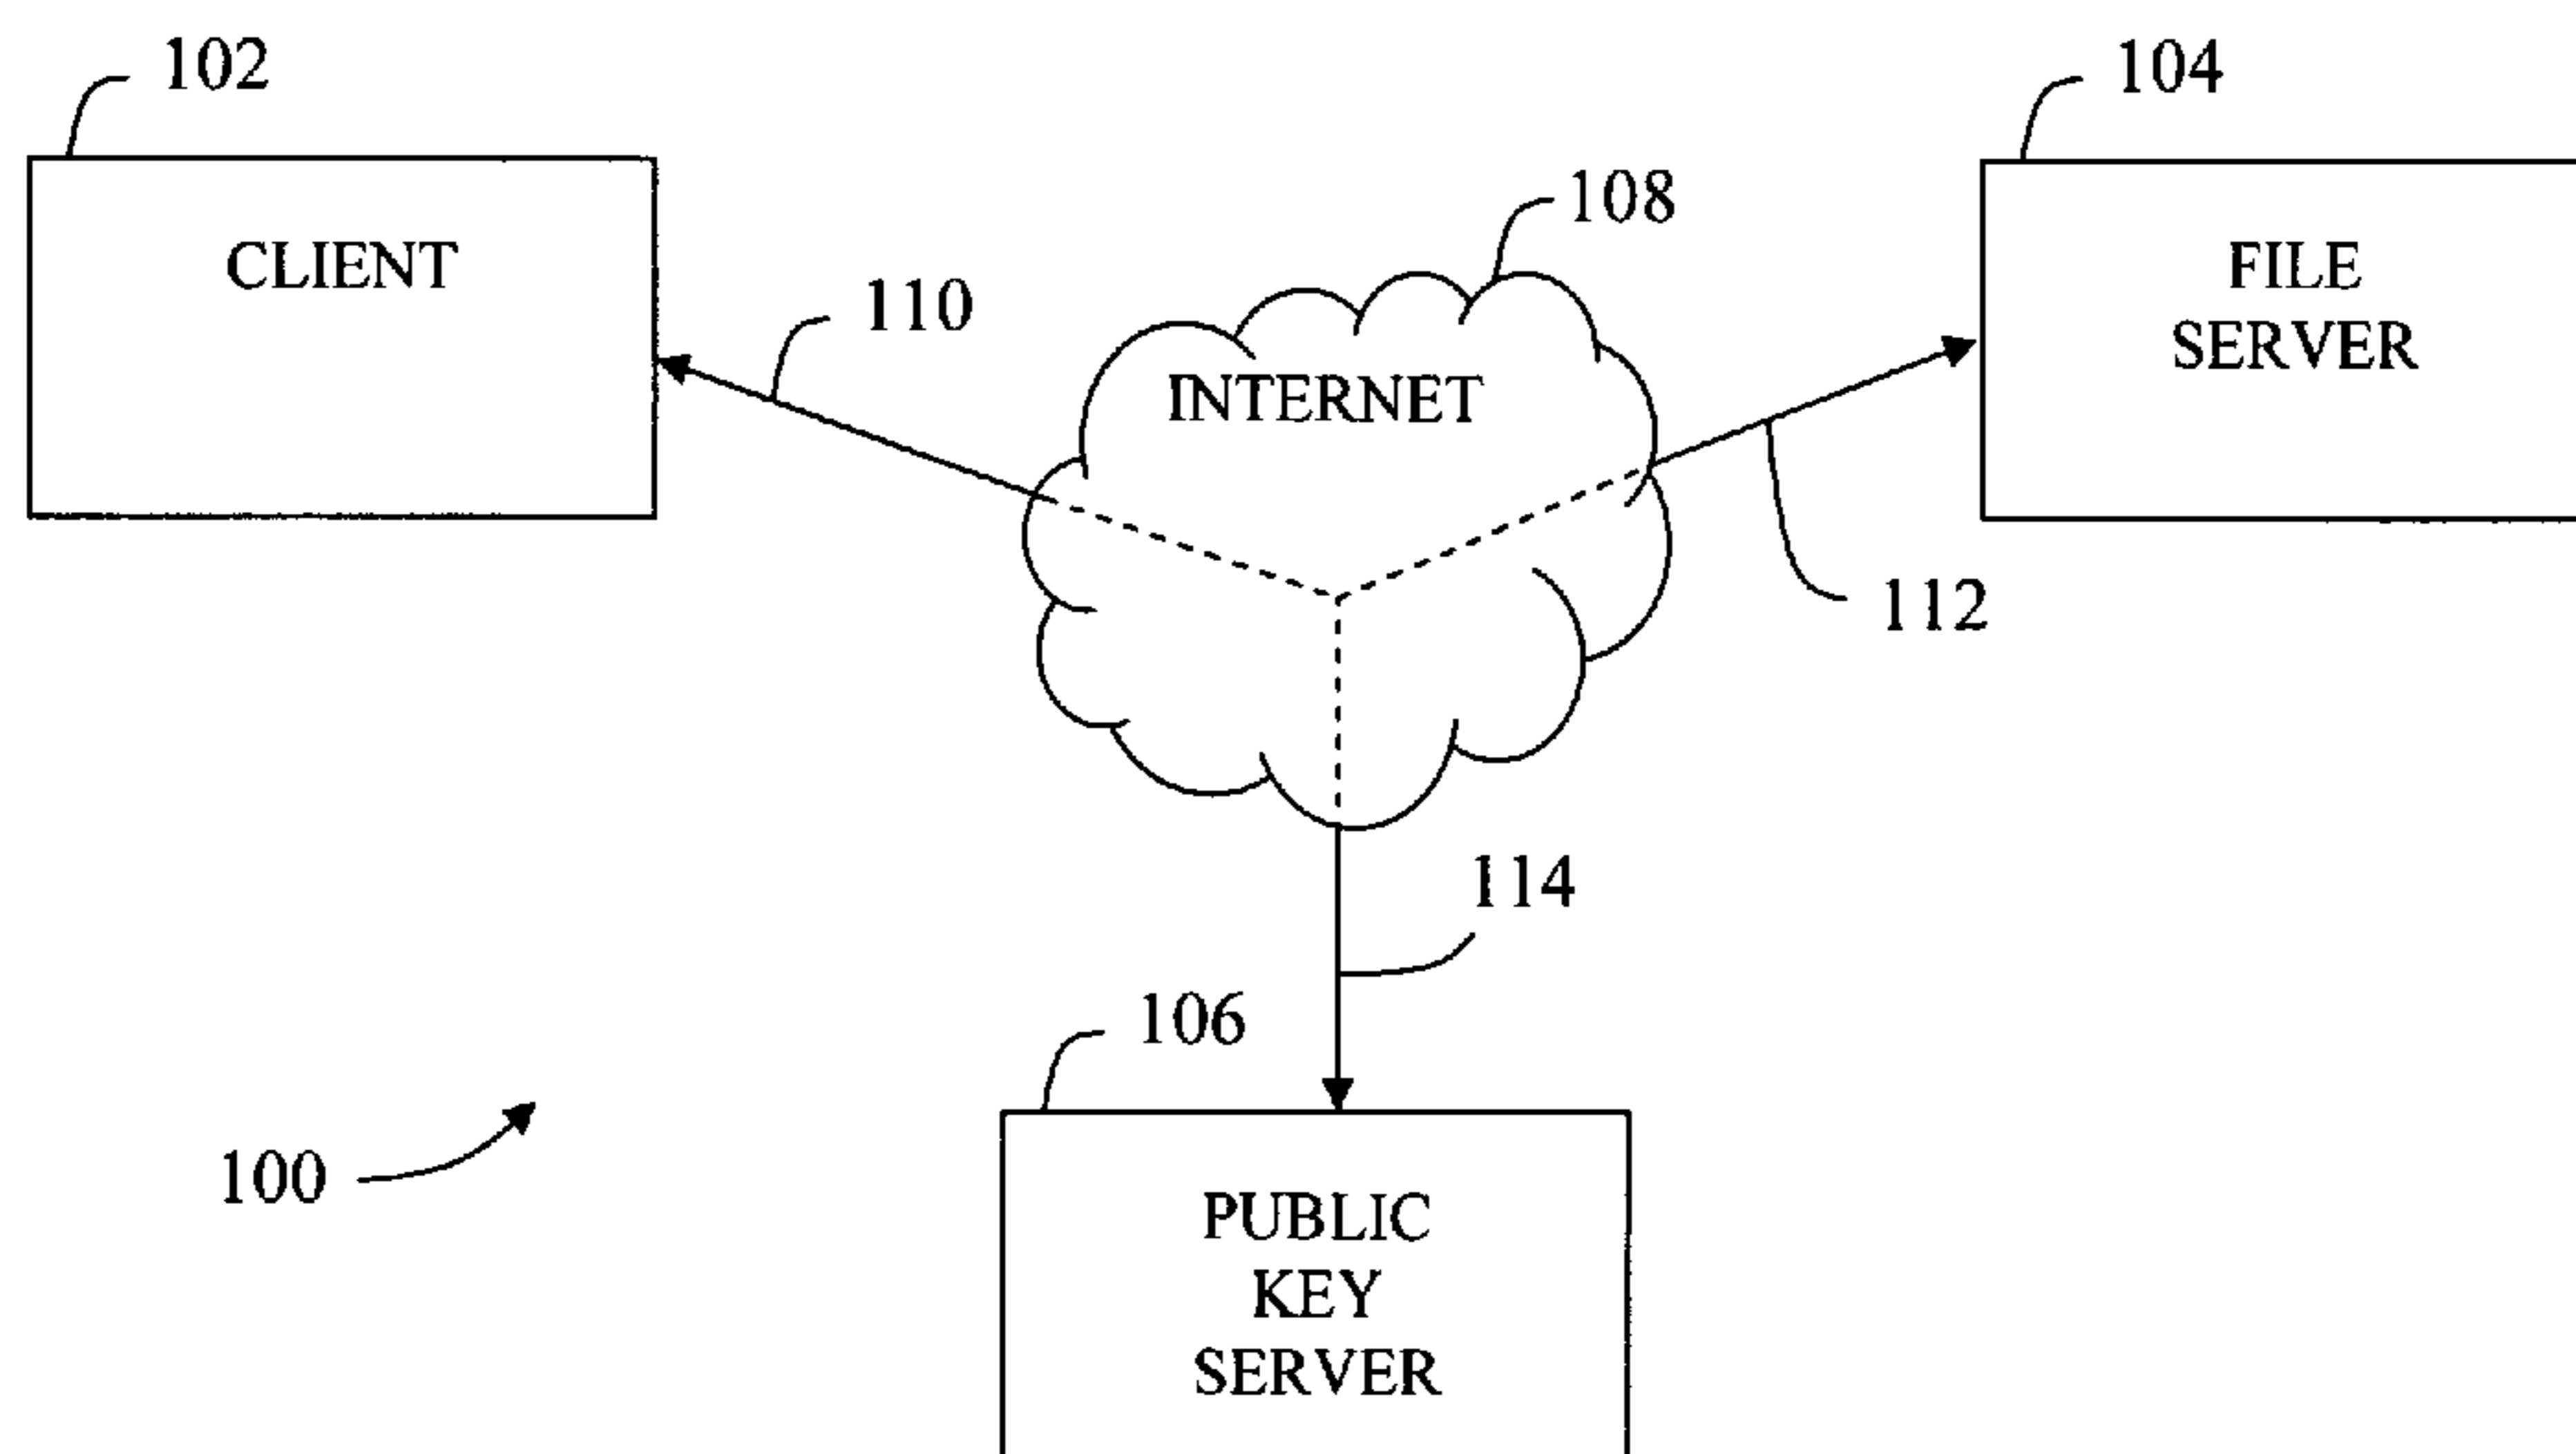 102
104
108
CLIENT
110
FILE
SERVER
INTERNET
112
114
106
100
PUBLIC
KEY
SERVER